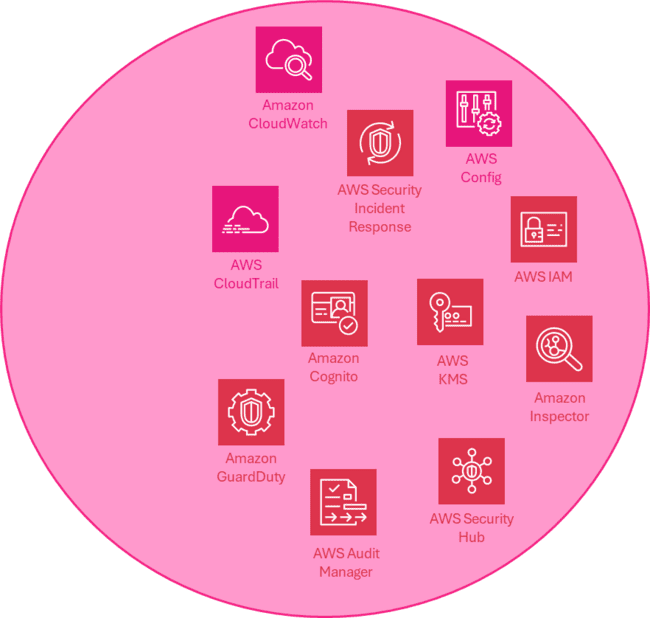 Amazon
CloudWatch
AWS
Config
AWS Security
Incident
Response
AWS
CloudTrail
AWS IAM
Amazon
Cognito
AWS
KMS
Amazon
Inspector
Amazon
GuardDuty
AWS Security
Hub
AWS Audit
Manager